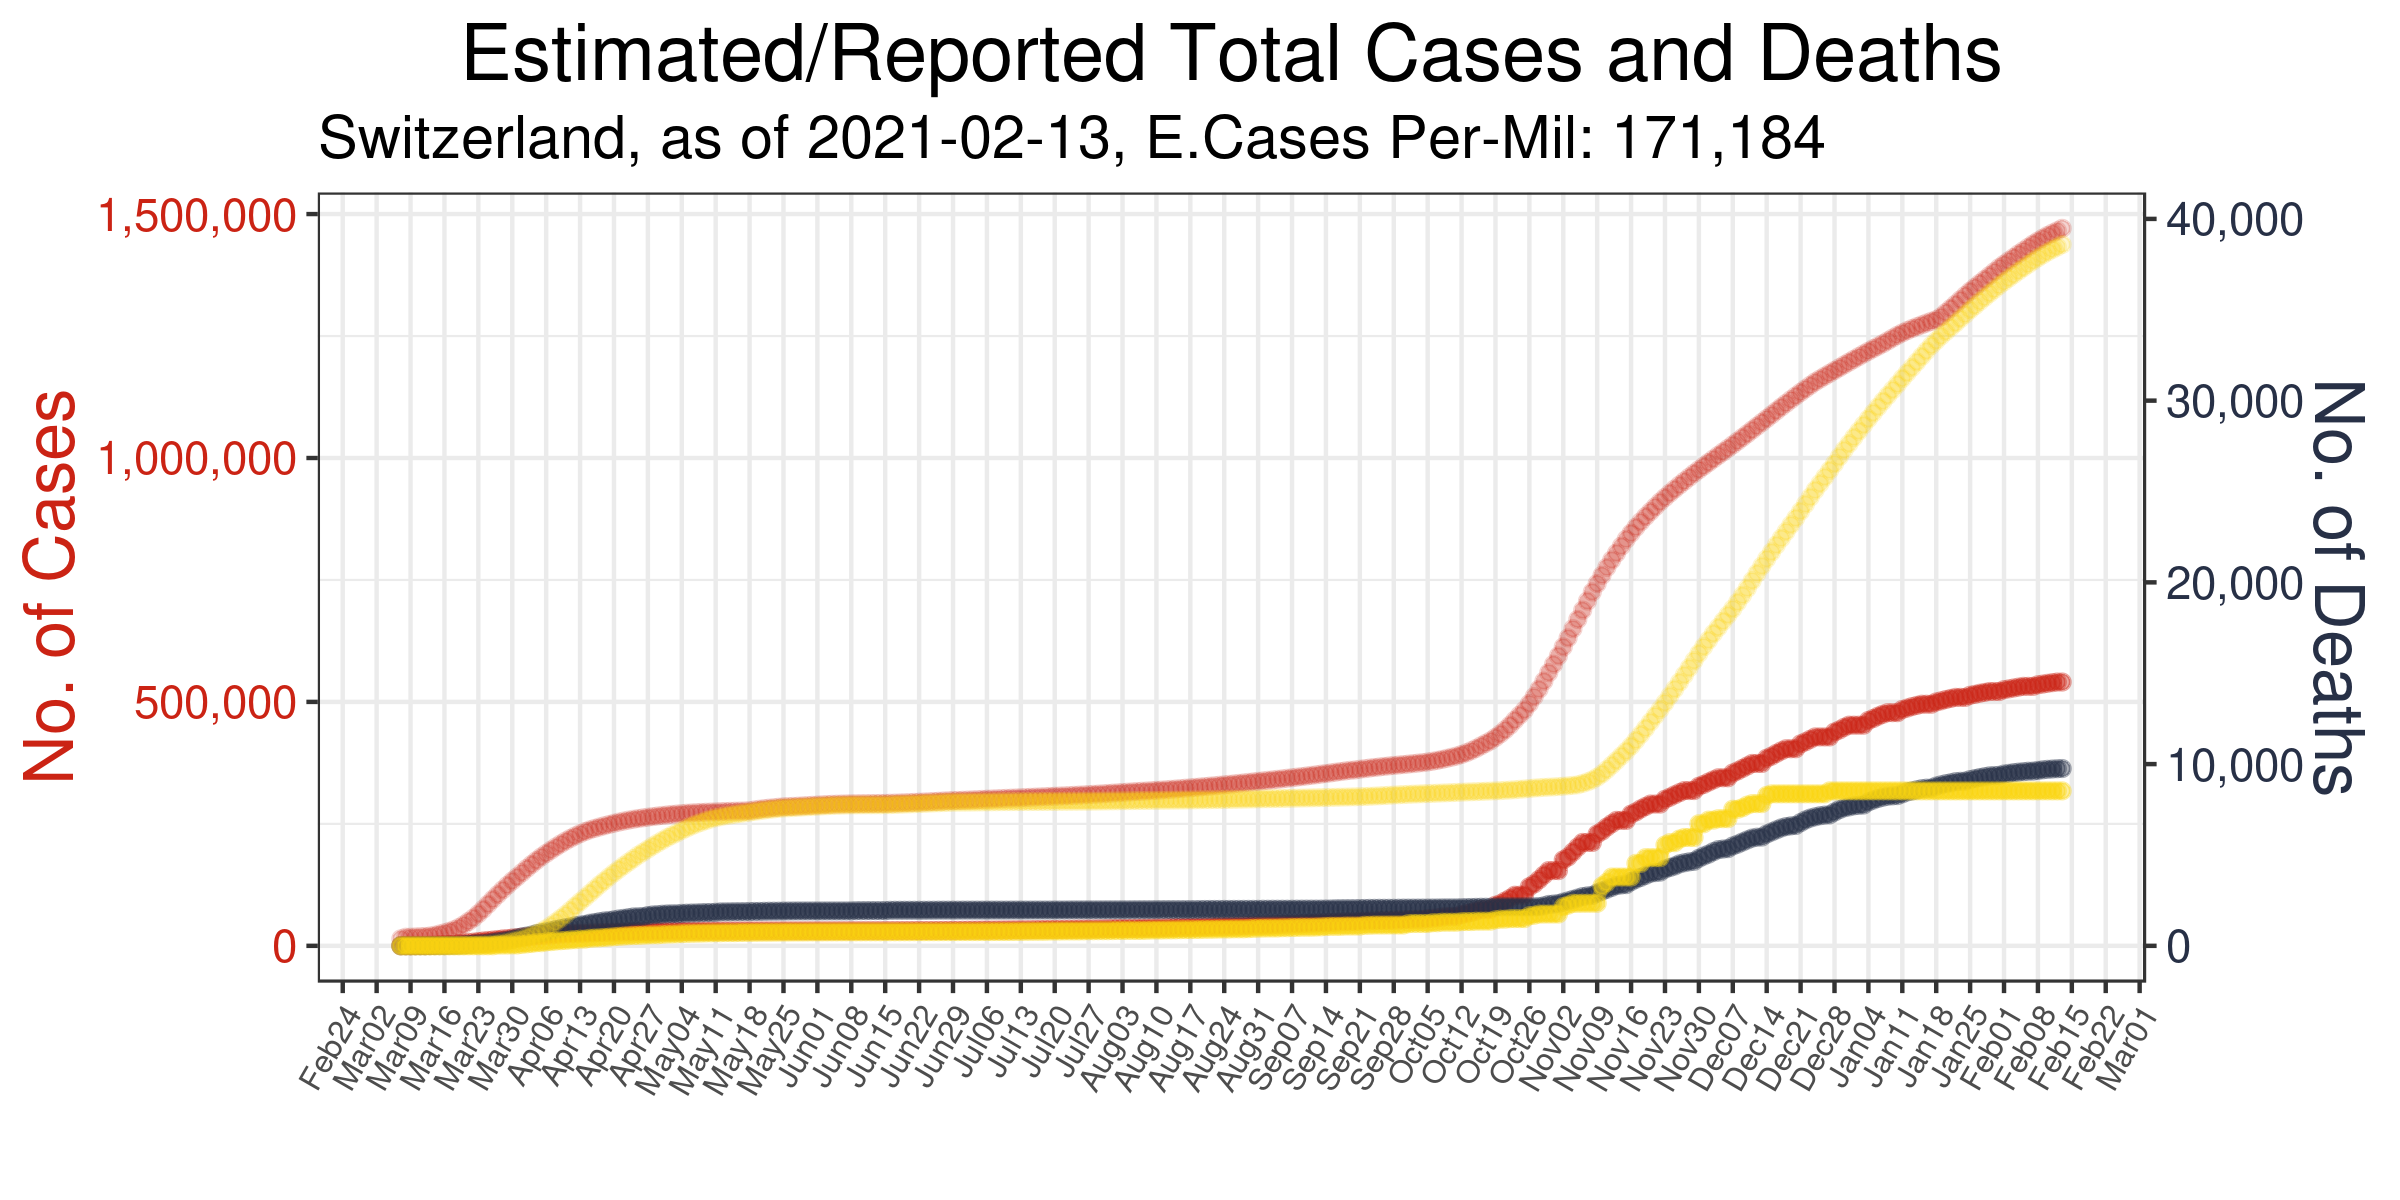 Estimated/Reported Total Cases and Deaths
Switzerland, as of 2021-02-13, E.Cases Per-Mil: 171,184
No. of Cases
1,500,000
1,000,000
500,000
0
40,000
30,000
20,000
10,000
0
No. of Deaths
Feb24
Mar02
Mar09
Mar16
Mar23
Mar30
Apr06
Apr13
Apr20
Apr27
May04
May11
May18
May25
Jun01
Jun08
Jun15
Jun22
Jun29
Jul06
Jul13
Jul20
Jul27
Aug03
Aug10
Aug17
Aug24
Aug31
Sep07
Sep14
Sep21
Sep28
Oct05
Oct12
Oct19
Oct26
Nov02
Nov09
Nov16
Nov23
Nov30
Dec07
Dec14
Dec21
Dec28
Jan04
Jan11
Jan18
Jan25
Feb01
Feb08
Feb15
Feb22
Mar01